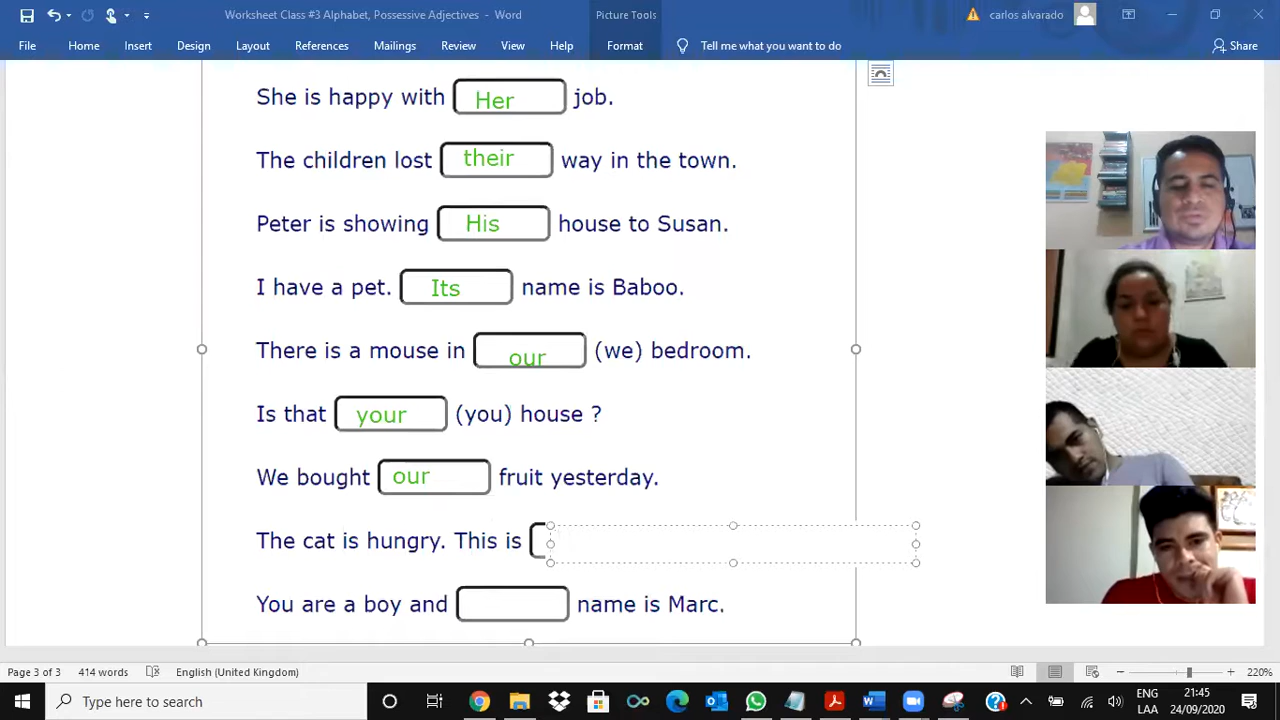 Worksheet Class #3 Alphabet, Possessive Adjectives - Word
Picture Tools
carlos alvarado
File Home Insert Design Layout References Mailings Review View Help Format Tell me what you want to do Share
She is happy with Her job.
The children lost their way in the town.
Peter is showing His house to Susan.
I have a pet. Its name is Baboo.
There is a mouse in our (we) bedroom.
Is that your (you) house ?
We bought our fruit yesterday.
The cat is hungry. This is
You are a boy and name is Marc.
Page 3 of 3 414 words English (United Kingdom) 220%
Type here to search
ENG 21:45
LAA 24/09/2020